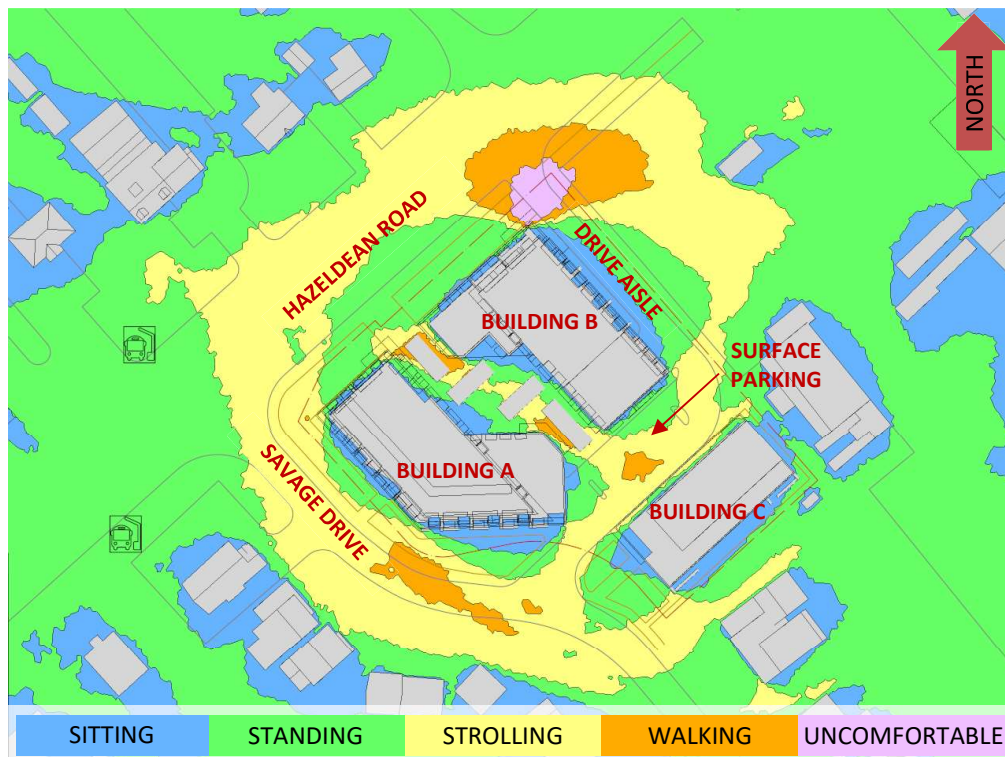 NORTH
HAZELDEAN ROAD
DRIVE AISLE
BUILDING B
SURFACE
PARKING
BUILDING A
SAVAGE DRIVE
BUILDING C
SITTING
STANDING
STROLLING
WALKING
UNCOMFORTABLE